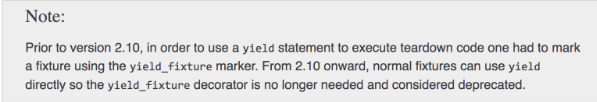 Note:
Prior to version 2.10, in order to use a yield statement to execute teardown code one had to mark
a fixture using the yield_fixture marker. From 2.10 onward, normal fixtures can use yield
directly so the yield_fixture decorator is no longer needed and considered deprecated.